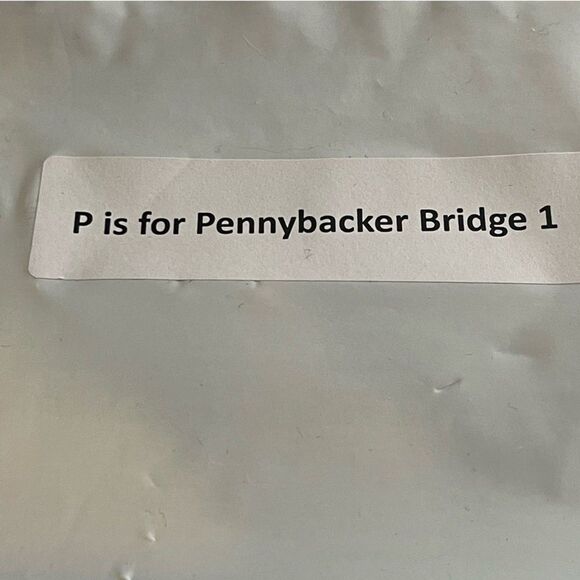 P is for Pennybacker Bridge 1